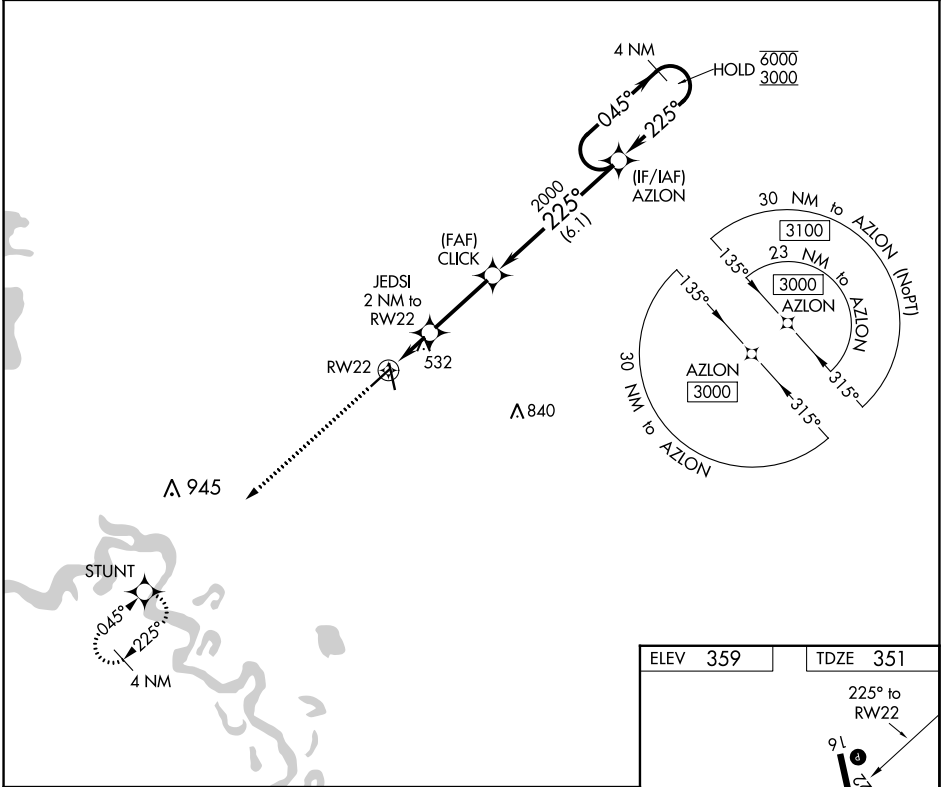 4 NM
HOLD 6000
3000
045°
225°
(IF/IAF)
AZLON
2000
225°
(6.1)
(FAF)
CLICK
JEDSI
2 NM to
RW22
RW22
532
840
945
30 NM to AZLON (NoPT)
3100
135°
23 NM to AZLON
3000
AZLON
315°
135°
AZLON
3000
315°
30 NM to AZLON
STUNT
045°
225°
4 NM
ELEV 359
TDZE 351
225° to
RW22
16
P
22